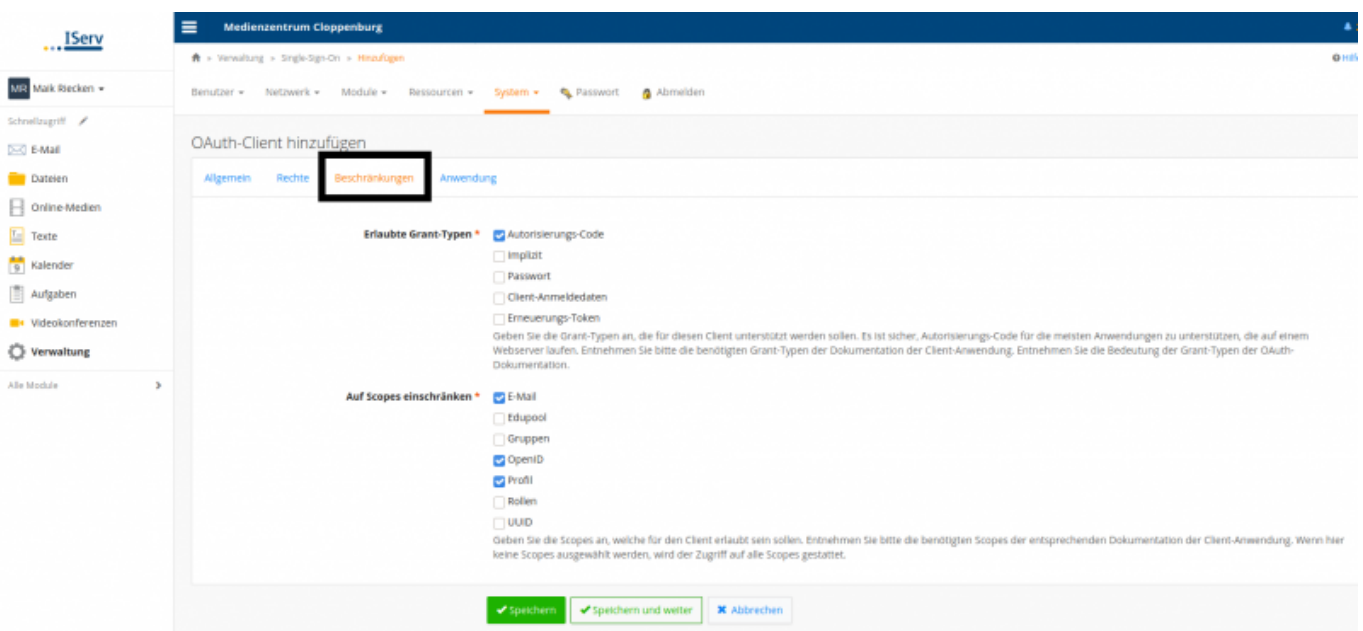 IServ
Medienzentrum Cloppenburg
Verwaltung » Single-Sign-On » Hinzufügen
Hilfe
MR Maik Riecken
Benutzer Netzwerk Module Ressourcen System Passwort Abmelden
Schnellzugriff
E-Mail
Dateien
Online-Medien
Texte
Kalender
Aufgaben
Videokonferenzen
Verwaltung
Alle Module
OAuth-Client hinzufügen
Allgemein Rechte Beschränkungen Anwendung
Erlaubte Grant-Typen * Autorisierungs-Code
Implizit
Passwort
Client-Anmeldedaten
Erneuerungs-Token
Geben Sie die Grant-Typen an, die für diesen Client unterstützt werden sollen. Es ist sicher, Autorisierungs-Code für die meisten Anwendungen zu unterstützen, die auf einem
Webserver laufen. Entnehmen Sie bitte die benötigten Grant-Typen der Dokumentation der Client-Anwendung. Entnehmen Sie die Bedeutung der Grant-Typen der OAuth-
Dokumentation.
Auf Scopes einschränken * E-Mail
Edupool
Gruppen
OpenID
Profil
Rollen
UUID
Geben Sie die Scopes an, welche für den Client erlaubt sein sollen. Entnehmen Sie bitte die benötigten Scopes der entsprechenden Dokumentation der Client-Anwendung. Wenn hier
keine Scopes ausgewählt werden, wird der Zugriff auf alle Scopes gestattet.
Speichern Speichern und weiter Abbrechen